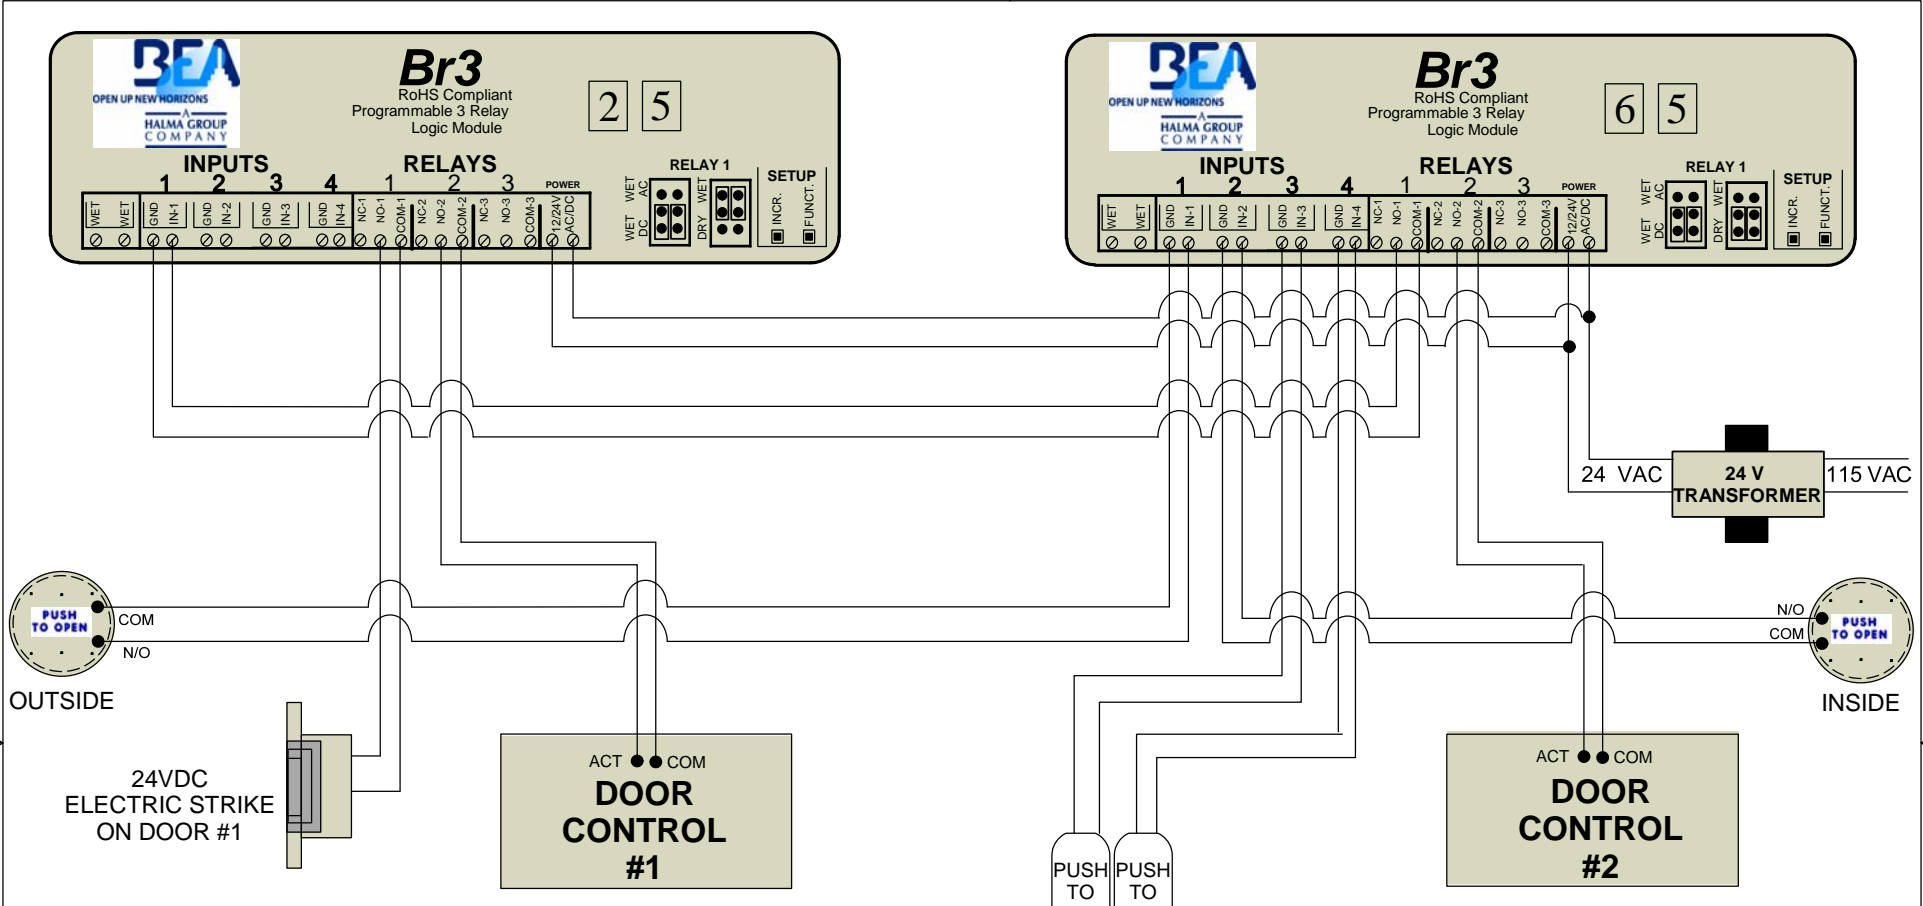 BEA
OPEN UP NEW HORIZONS
A
HALMA GROUP
COMPANY
Br3
RoHS Compliant
Programmable 3 Relay
Logic Module
2 5
INPUTS
RELAYS
1 2 3 4 1 2 3
POWER
WET WET GND IN-1 GND IN-2 GND IN-3 GND IN-4 NC-1 NO-1 COM-1 NC-2 NO-2 COM-2 NC-3 NO-3 COM-3 12/24V AC/DC
RELAY 1
WET AC
WET DC
WET
DRY
SETUP
INCR.
FUNCT.
BEA
OPEN UP NEW HORIZONS
A
HALMA GROUP
COMPANY
Br3
RoHS Compliant
Programmable 3 Relay
Logic Module
6 5
INPUTS
RELAYS
1 2 3 4 1 2 3
POWER
WET WET GND IN-1 GND IN-2 GND IN-3 GND IN-4 NC-1 NO-1 COM-1 NC-2 NO-2 COM-2 NC-3 NO-3 COM-3 12/24V AC/DC
RELAY 1
WET AC
WET DC
WET
DRY
SETUP
INCR.
FUNCT.
24 VAC
24 V
TRANSFORMER
115 VAC
PUSH
TO OPEN
COM
N/O
OUTSIDE
N/O
COM
PUSH
TO OPEN
INSIDE
24VDC
ELECTRIC STRIKE
ON DOOR #1
ACT COM
DOOR
CONTROL
#1
PUSH
TO
PUSH
TO
ACT COM
DOOR
CONTROL
#2